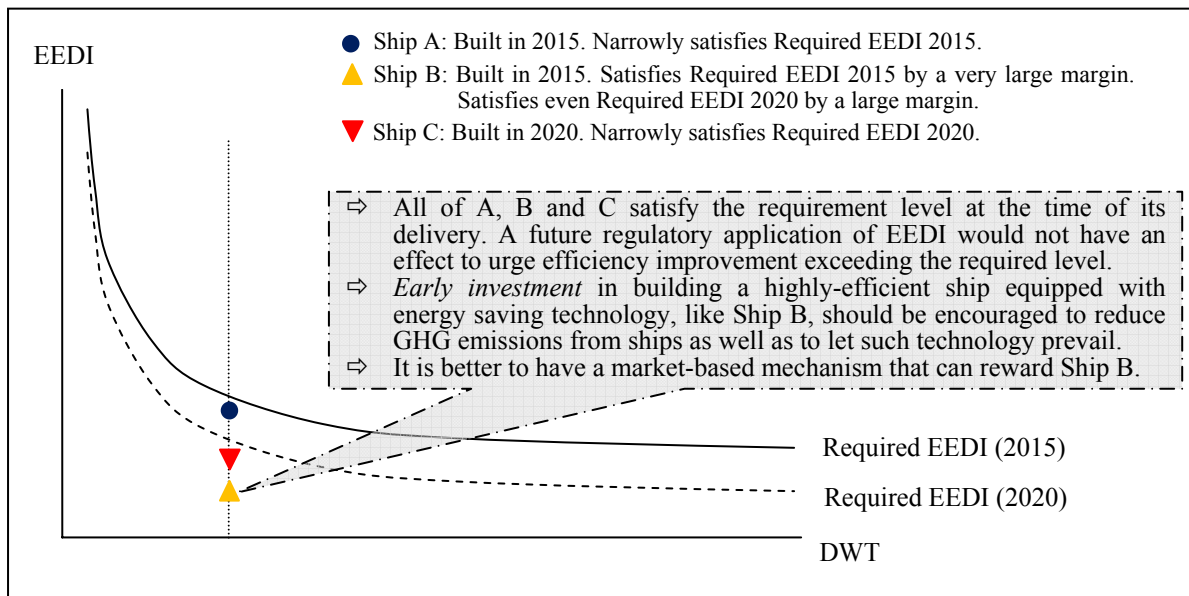 EEDI
Ship A: Built in 2015. Narrowly satisfies Required EEDI 2015.
Ship B: Built in 2015. Satisfies Required EEDI 2015 by a very large margin.
Satisfies even Required EEDI 2020 by a large margin.
Ship C: Built in 2020. Narrowly satisfies Required EEDI 2020.
⇨ All of A, B and C satisfy the requirement level at the time of its
delivery. A future regulatory application of EEDI would not have an
effect to urge efficiency improvement exceeding the required level.
⇨ Early investment in building a highly-efficient ship equipped with
energy saving technology, like Ship B, should be encouraged to reduce
GHG emissions from ships as well as to let such technology prevail.
⇨ It is better to have a market-based mechanism that can reward Ship B.
Required EEDI (2015)
Required EEDI (2020)
DWT